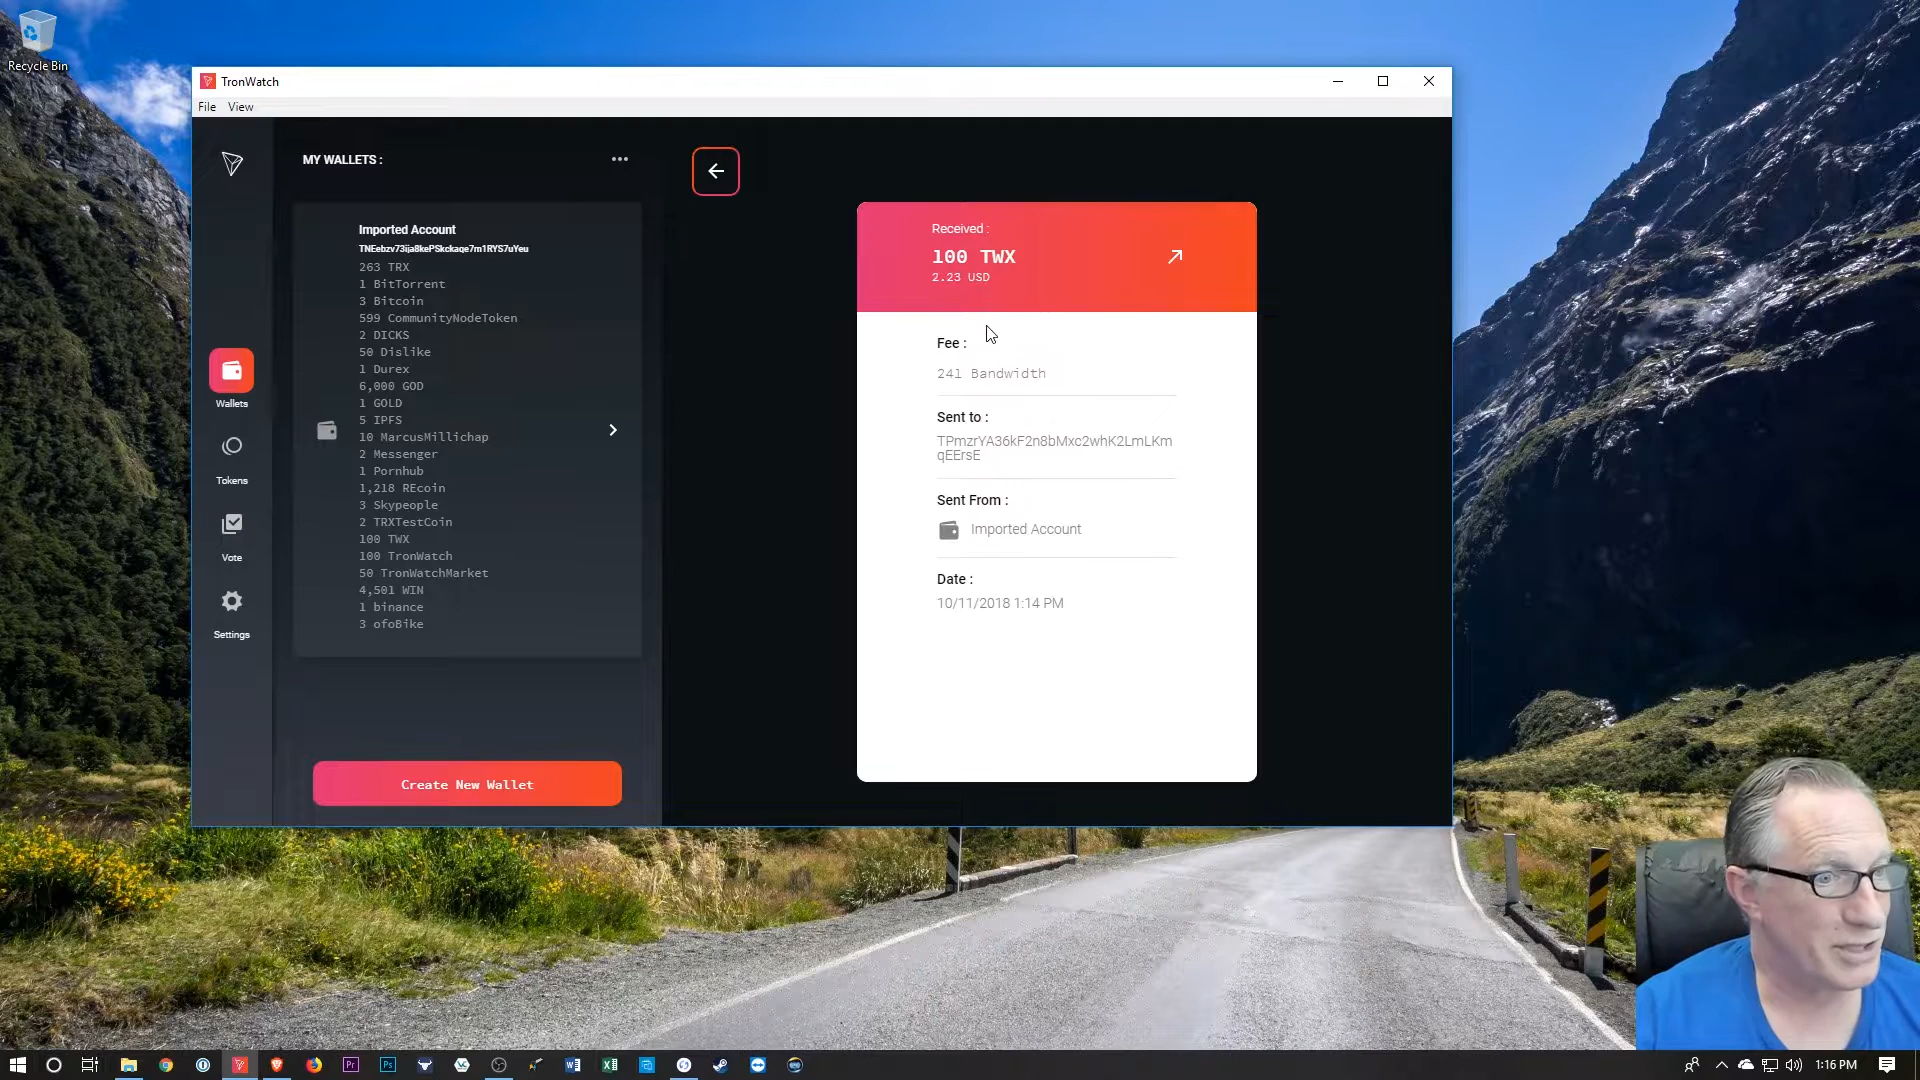 Recycle Bin
TronWatch
File View
MY WALLETS :
Imported Account
TNEebzv73ija8kePSkckaqe7m1RYS7uYeu
263 TRX
1 BitTorrent
3 Bitcoin
599 CommunityNodeToken
2 DICKS
50 Dislike
1 Durex
6,000 GOD
1 GOLD
5 IPFS
10 MarcusMillichap
2 Messenger
1 Pornhub
1,218 REcoin
3 Skypeople
2 TRXTestCoin
100 TWX
100 TronWatch
50 TronWatchMarket
4,501 WIN
1 binance
3 ofoBike
Wallets
Tokens
Vote
Settings
Create New Wallet
Received :
100 TWX
2.23 USD
Fee :
241 Bandwidth
Sent to :
TPmzrYA36kF2n8bMxc2whK2LmLKm
qEErsE
Sent From :
Imported Account
Date :
10/11/2018 1:14 PM
Pr
Ps
1:16 PM